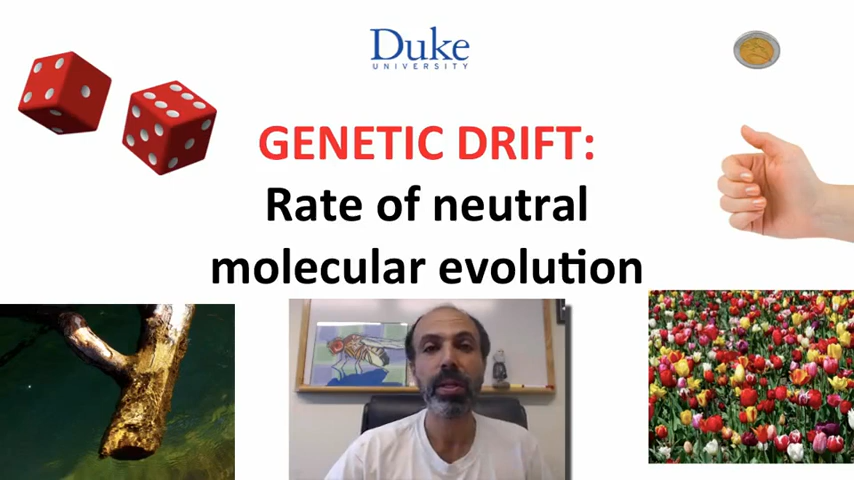 Duke
UNIVERSITY
GENETIC DRIFT:
Rate of neutral
molecular evolution